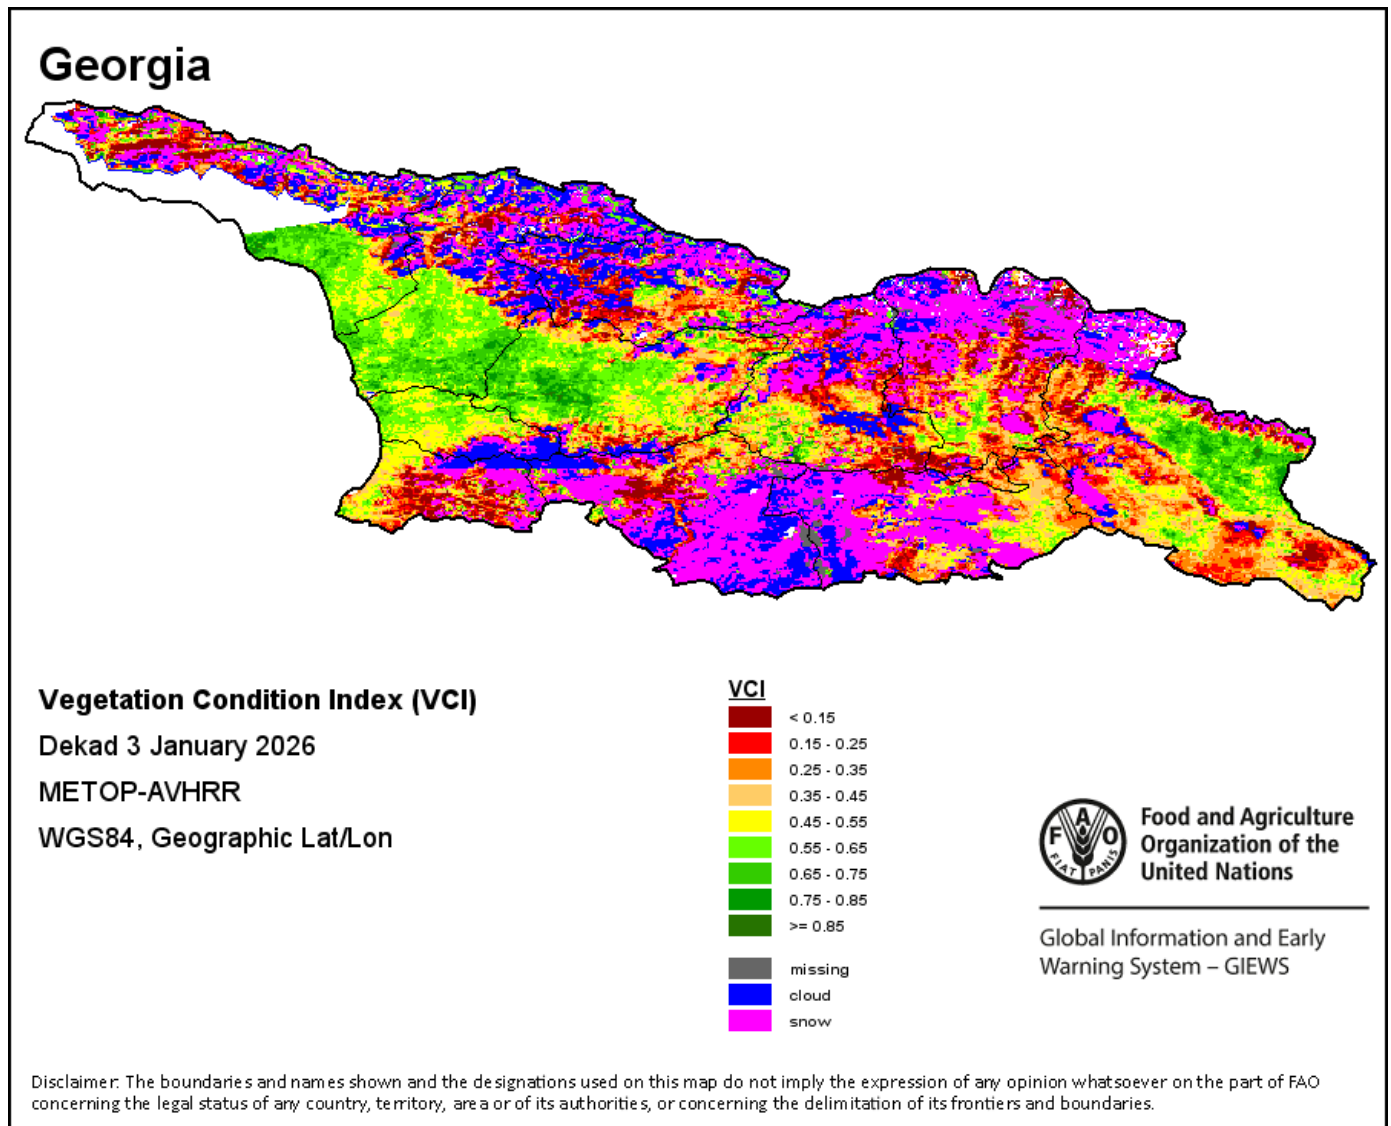 Georgia
Vegetation Condition Index (VCI)
Dekad 3 January 2026
METOP-AVHRR
WGS84, Geographic Lat/Lon
VCI
< 0.15
0.15 - 0.25
0.25 - 0.35
0.35 - 0.45
0.45 - 0.55
0.55 - 0.65
0.65 - 0.75
0.75 - 0.85
>= 0.85
missing
cloud
snow
F A O
FIAT PANIS
Food and Agriculture
Organization of the
United Nations
Global Information and Early
Warning System – GIEWS
Disclaimer: The boundaries and names shown and the designations used on this map do not imply the expression of any opinion whatsoever on the part of FAO
concerning the legal status of any country, territory, area or of its authorities, or concerning the delimitation of its frontiers and boundaries.